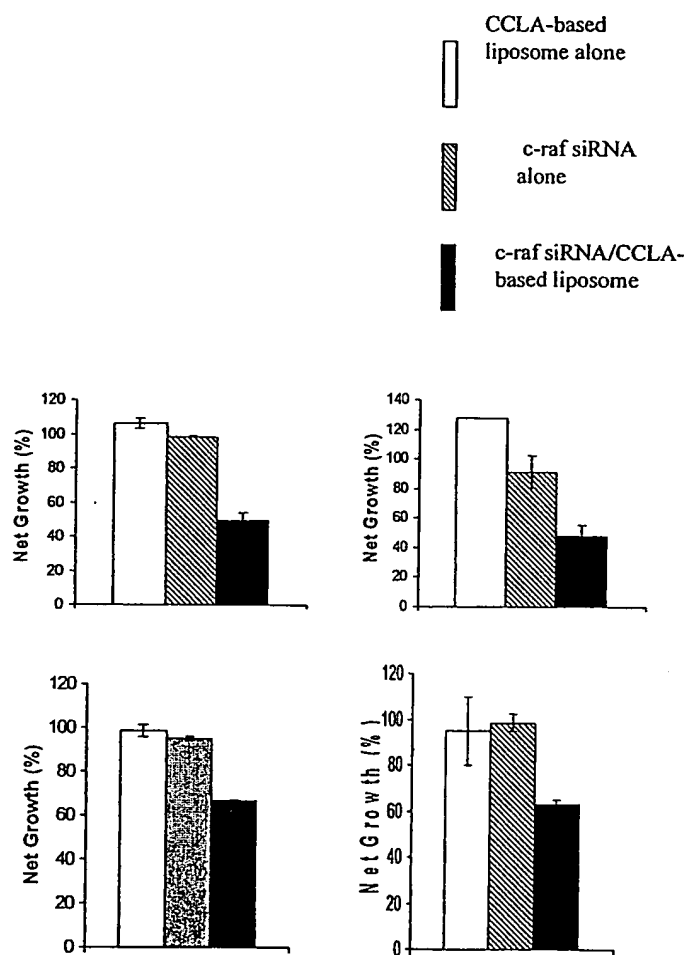 CCLA-based
liposome alone
c-raf siRNA
alone
c-raf siRNA/CCLA-
based liposome
Net Growth (%)
120
100
80
60
40
20
0
Net Growth (%)
140
120
100
80
60
40
20
0
Net Growth (%)
120
100
80
60
40
20
0
Net Growth (%)
120
100
80
60
40
20
0